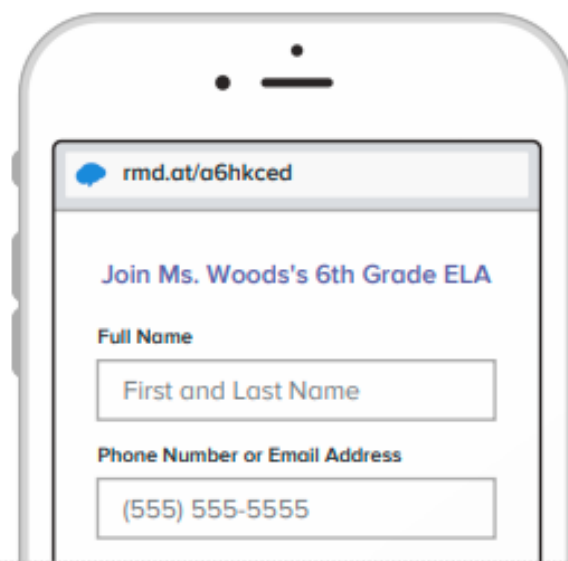 rmd.at/a6hkced
Join Ms. Woods's 6th Grade ELA
Full Name
First and Last Name
Phone Number or Email Address
(555) 555-5555